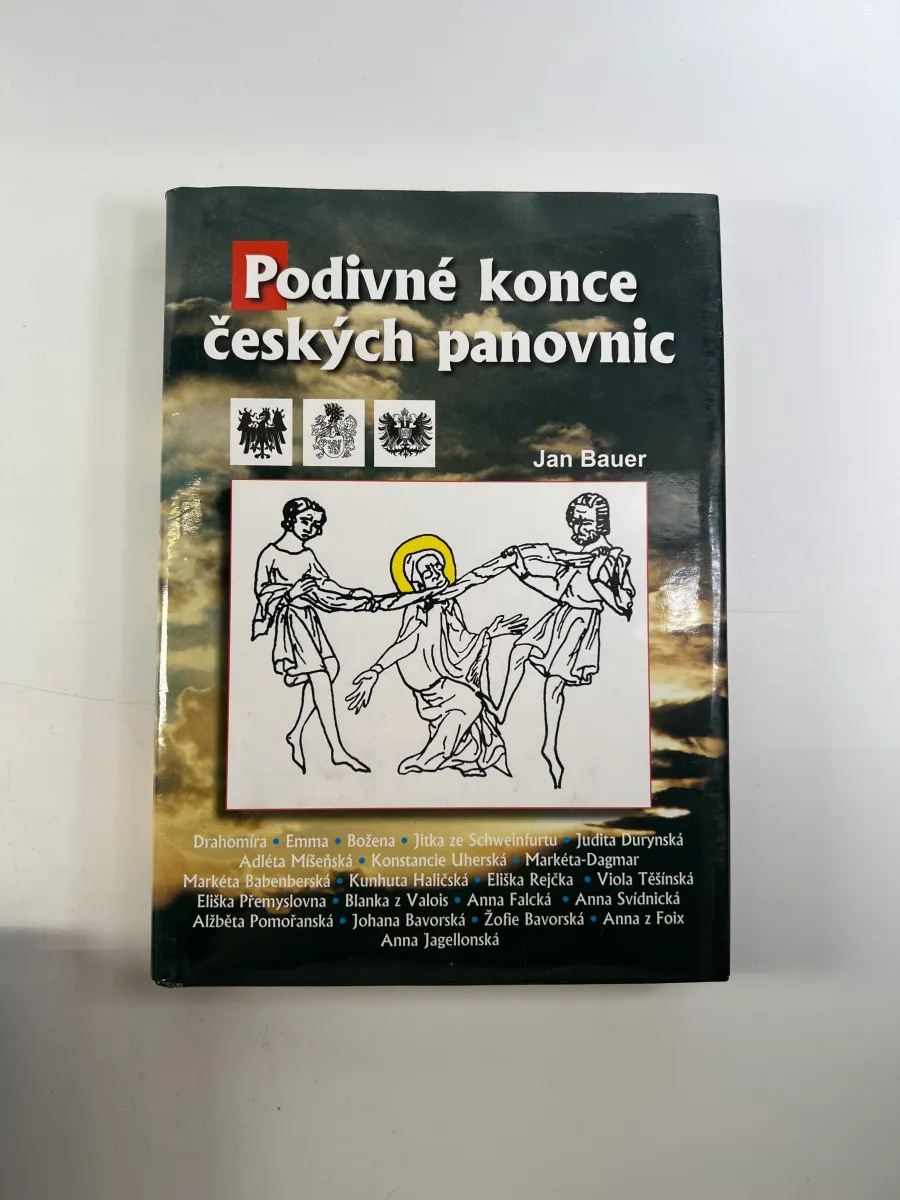 Podivné konce
českých panovnic
Jan Bauer
Drahomíra • Emma • Božena • Jitka ze Schweinfurtu • Judita Durynská
Adléta Míšeňská • Konstancie Uherská • Markéta-Dagmar
Markéta Babenberská • Kunhuta Haličská • Eliška Rejčka • Viola Těšínská
Eliška Přemyslovna • Blanka z Valois • Anna Falcká • Anna Svídnická
Alžběta Pomořanská • Johana Bavorská • Žofie Bavorská • Anna z Foix
Anna Jagellonská